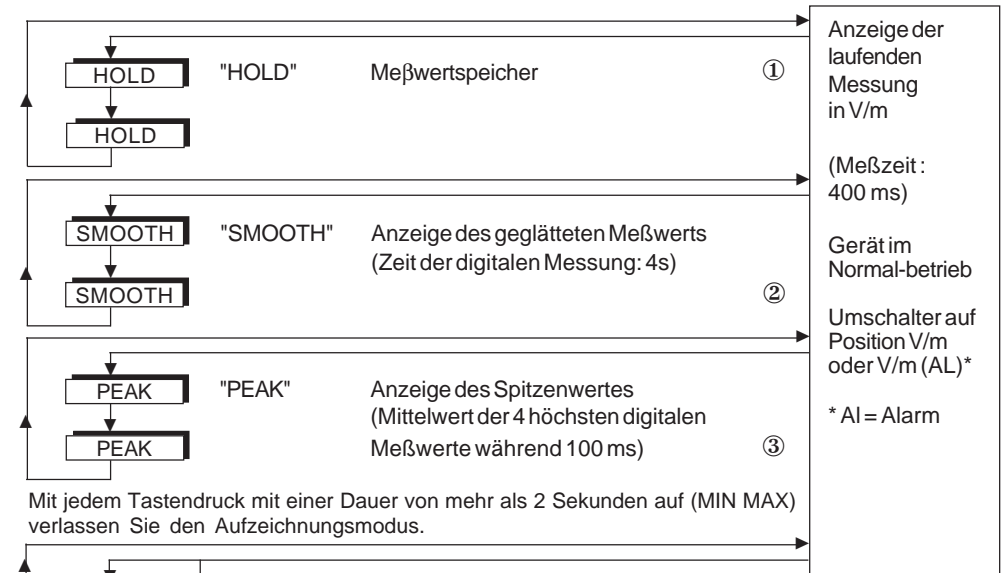 HOLD "HOLD" Meβwertspeicher ①
HOLD
SMOOTH "SMOOTH" Anzeige des geglätteten Meßwerts
(Zeit der digitalen Messung: 4s)
SMOOTH ②
PEAK "PEAK" Anzeige des Spitzenwertes
(Mittelwert der 4 höchsten digitalen
PEAK Meßwerte während 100 ms) ③
Mit jedem Tastendruck mit einer Dauer von mehr als 2 Sekunden auf (MIN MAX)
verlassen Sie den Aufzeichnungsmodus.
Anzeige der
laufenden
Messung
in V/m
(Meßzeit :
400 ms)
Gerät im
Normal-betrieb
Umschalter auf
Position V/m
oder V/m (AL)*
* Al = Alarm